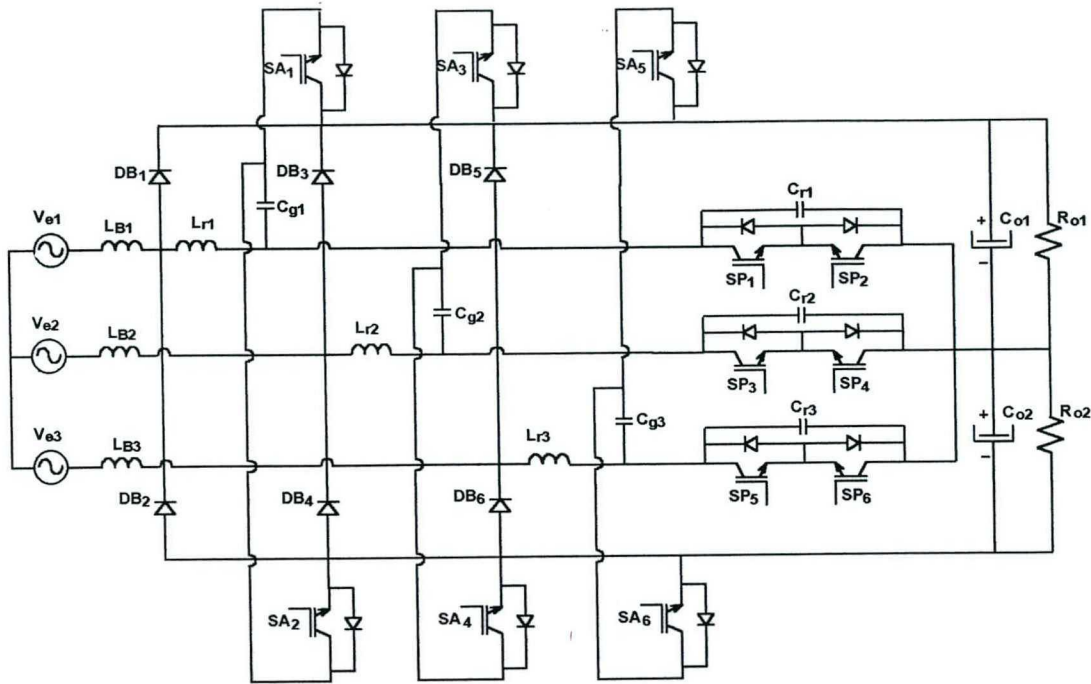 SA1
SA3
SA5
DB1
DB3
DB5
Cg1
Cr1
Ve1
LB1
Lr1
Co1
Ro1
+
−
SP1
SP2
Cr2
Ve2
LB2
Lr2
Cg2
SP3
SP4
Cr3
Co2
Ro2
+
−
Ve3
LB3
Lr3
Cg3
SP5
SP6
DB2
DB4
DB6
SA2
SA4
SA6